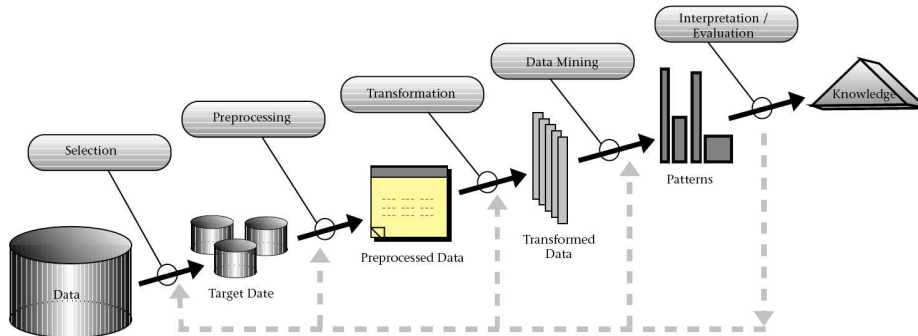 Interpretation /
Evaluation
Data Mining
Transformation
Preprocessing
Selection
Knowledge
Patterns
Transformed
Data
Preprocessed Data
Target Date
Data